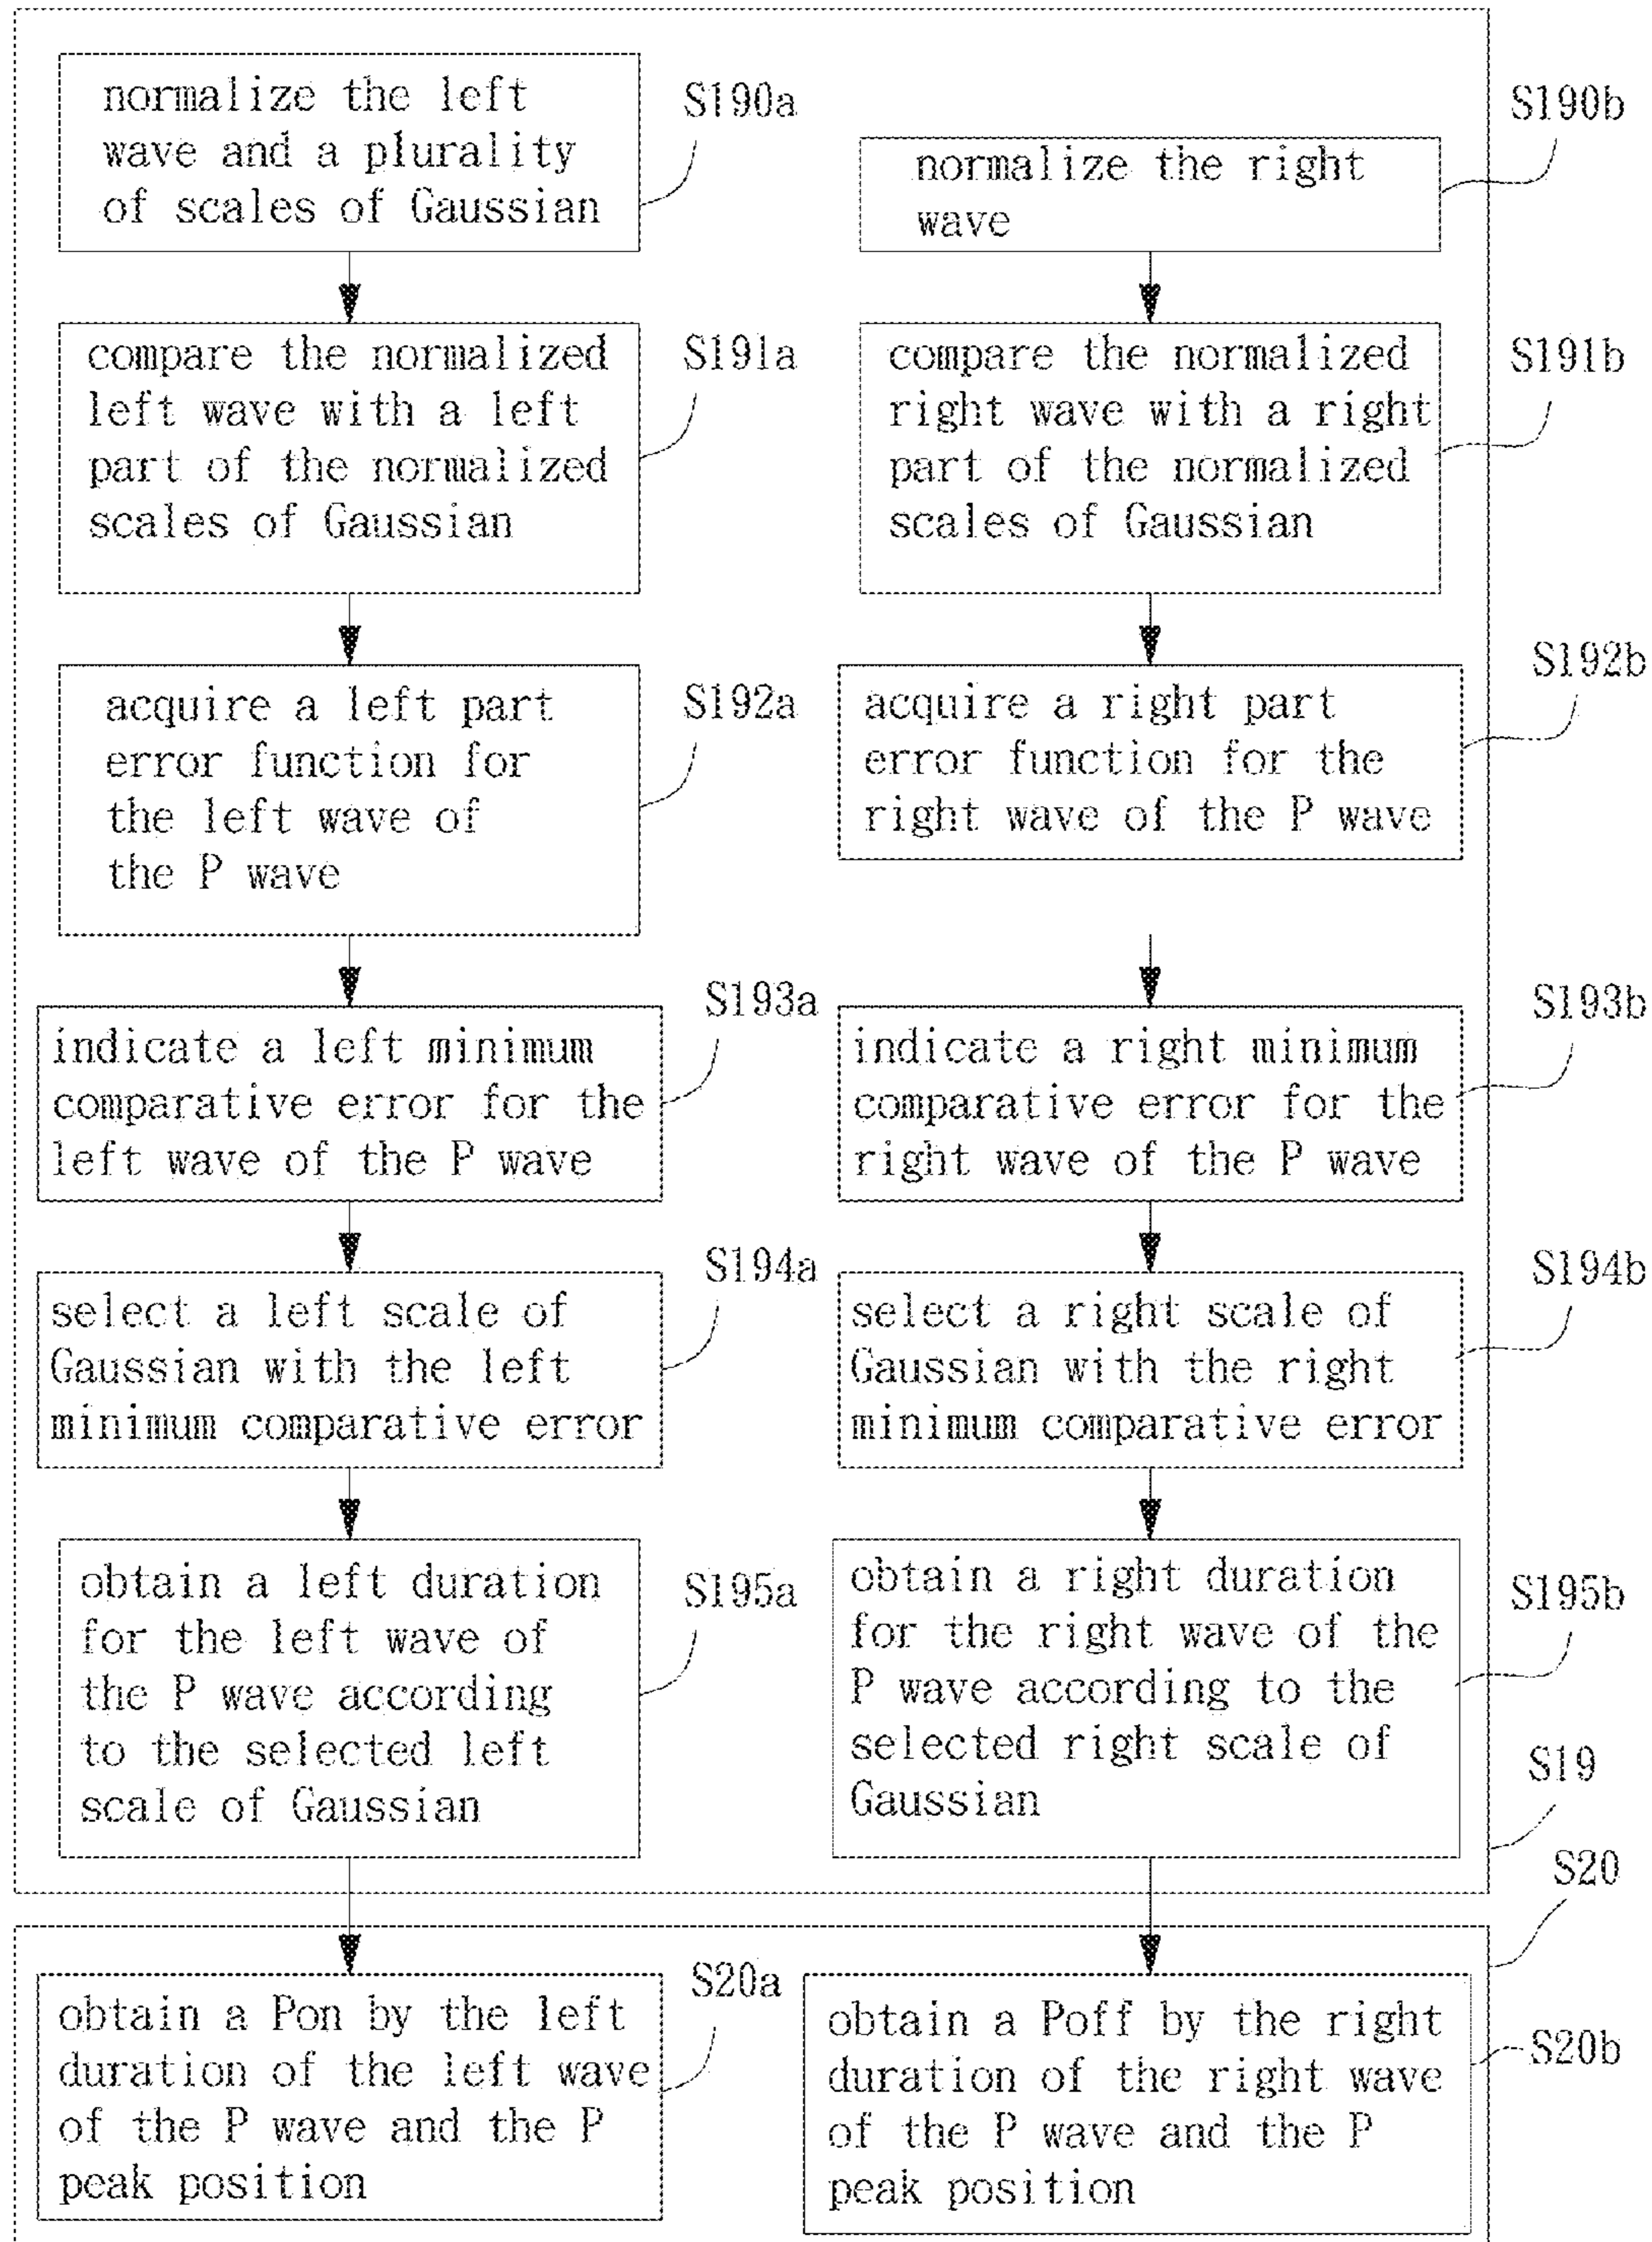 normalize the left
wave and a plurality
of scales of Gaussian
S190a
compare the normalized
left wave with a left
part of the normalized
scales of Gaussian
S191a
acquire a left part
error function for
the left wave of
the P wave
S192a
indicate a left minimum
comparative error for the
left wave of the P wave
S193a
select a left scale of
Gaussian with the left
minimum comparative error
S194a
obtain a left duration
for the left wave of
the P wave according
to the selected left
scale of Gaussian
S195a
normalize the right
wave
S190b
compare the normalized
right wave with a right
part of the normalized
scales of Gaussian
S191b
acquire a right part
error function for the
right wave of the P wave
S192b
indicate a right minimum
comparative error for the
right wave of the P wave
S193b
select a right scale of
Gaussian with the right
minimum comparative error
S194b
obtain a right duration
for the right wave of the
P wave according to the
selected right scale of
Gaussian
S195b
S19
S20
obtain a Pon by the left
duration of the left wave
of the P wave and the P
peak position
S20a
obtain a Poff by the right
duration of the right wave
of the P wave and the P
peak position
S20b